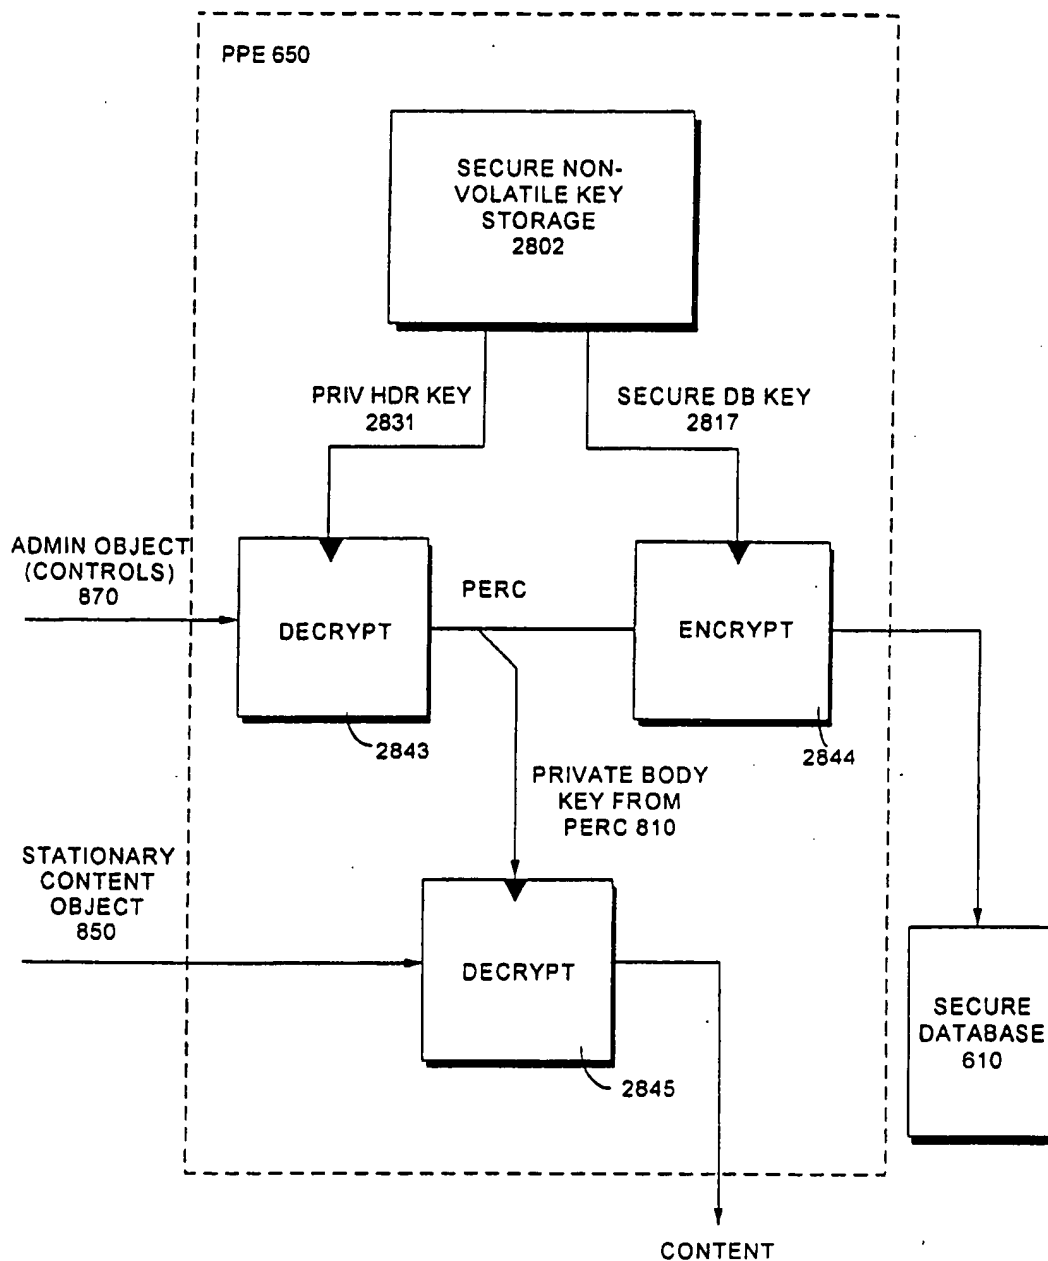 PPE 650
SECURE NON-
VOLATILE KEY
STORAGE
2802
PRIV HDR KEY
2831
SECURE DB KEY
2817
ADMIN OBJECT
(CONTROLS)
870
DECRYPT
PERC
ENCRYPT
2843
2844
PRIVATE BODY
KEY FROM
PERC 810
STATIONARY
CONTENT
OBJECT
850
DECRYPT
2845
SECURE
DATABASE
610
CONTENT